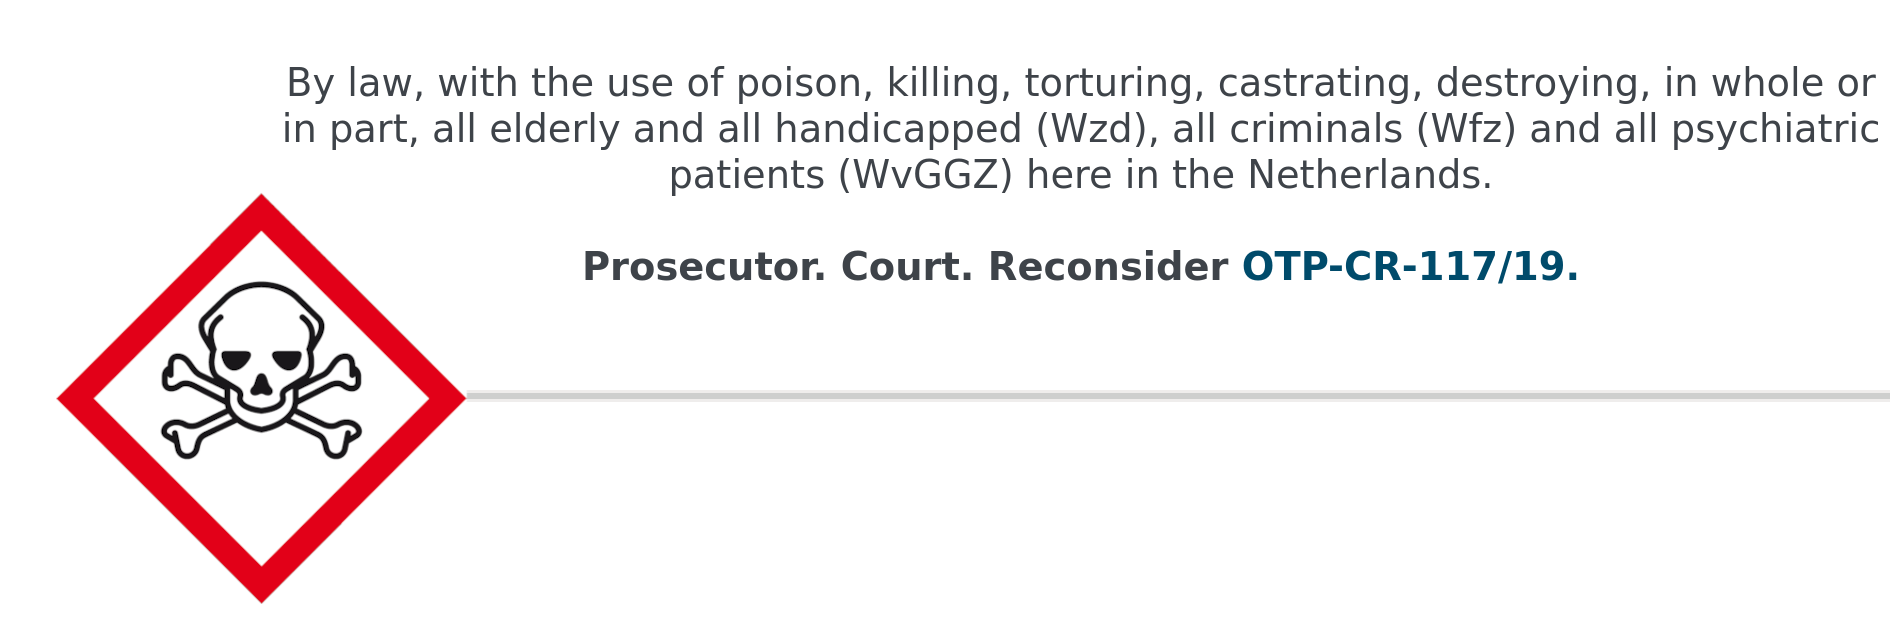 By law, with the use of poison, killing, torturing, castrating, destroying, in whole or
in part, all elderly and all handicapped (Wzd), all criminals (Wfz) and all psychiatric
patients (WvGGZ) here in the Netherlands.
Prosecutor. Court. Reconsider OTP-CR-117/19.